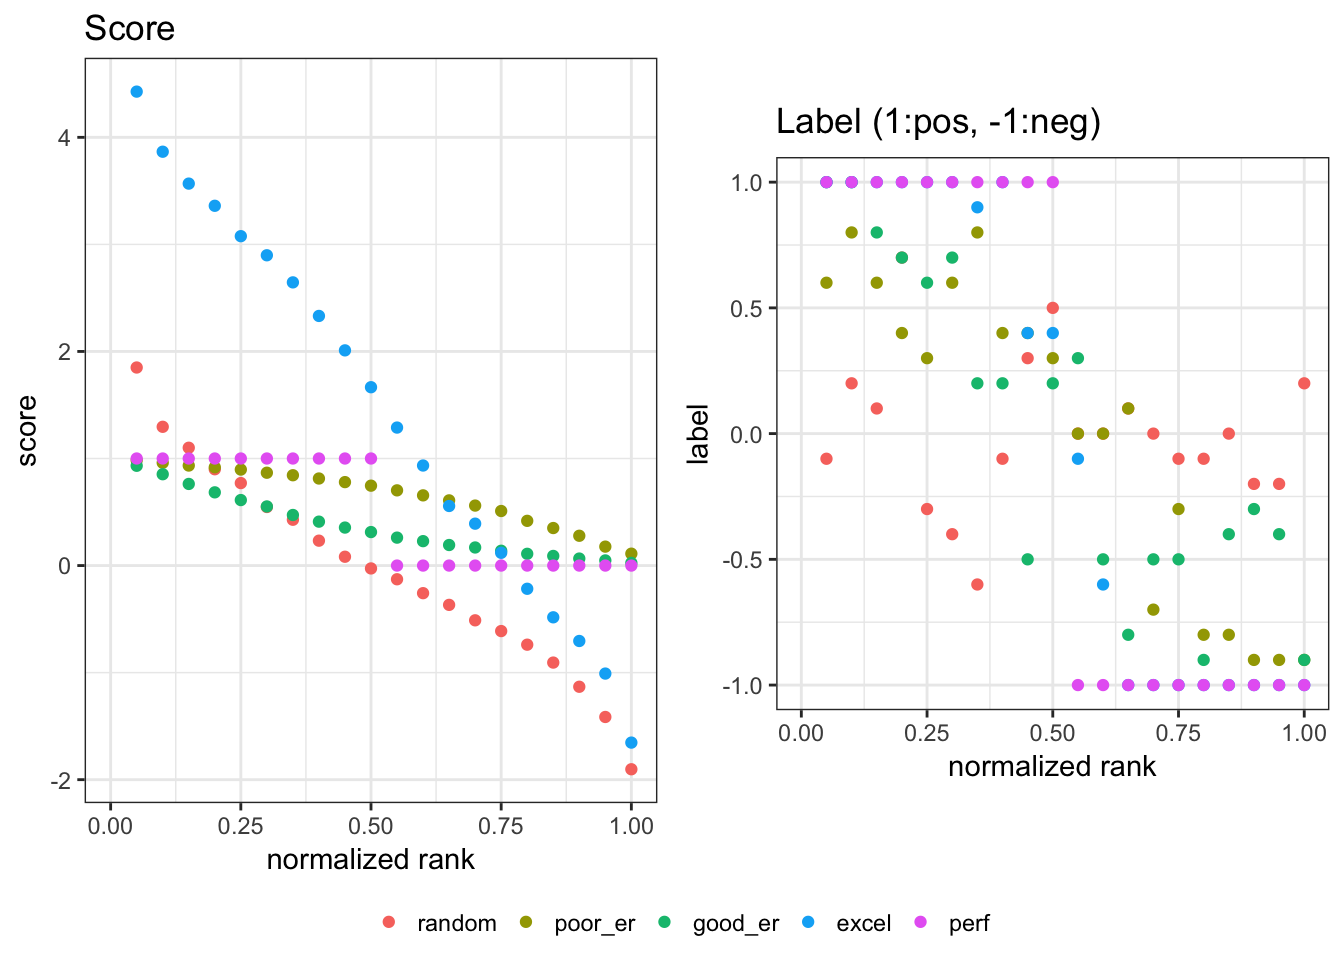 Score
score
4
2
0
-2
0.00 0.25 0.50 0.75 1.00
normalized rank
Label (1:pos, -1:neg)
label
1.0
0.5
0.0
-0.5
-1.0
0.00 0.25 0.50 0.75 1.00
normalized rank
random poor_er good_er excel perf